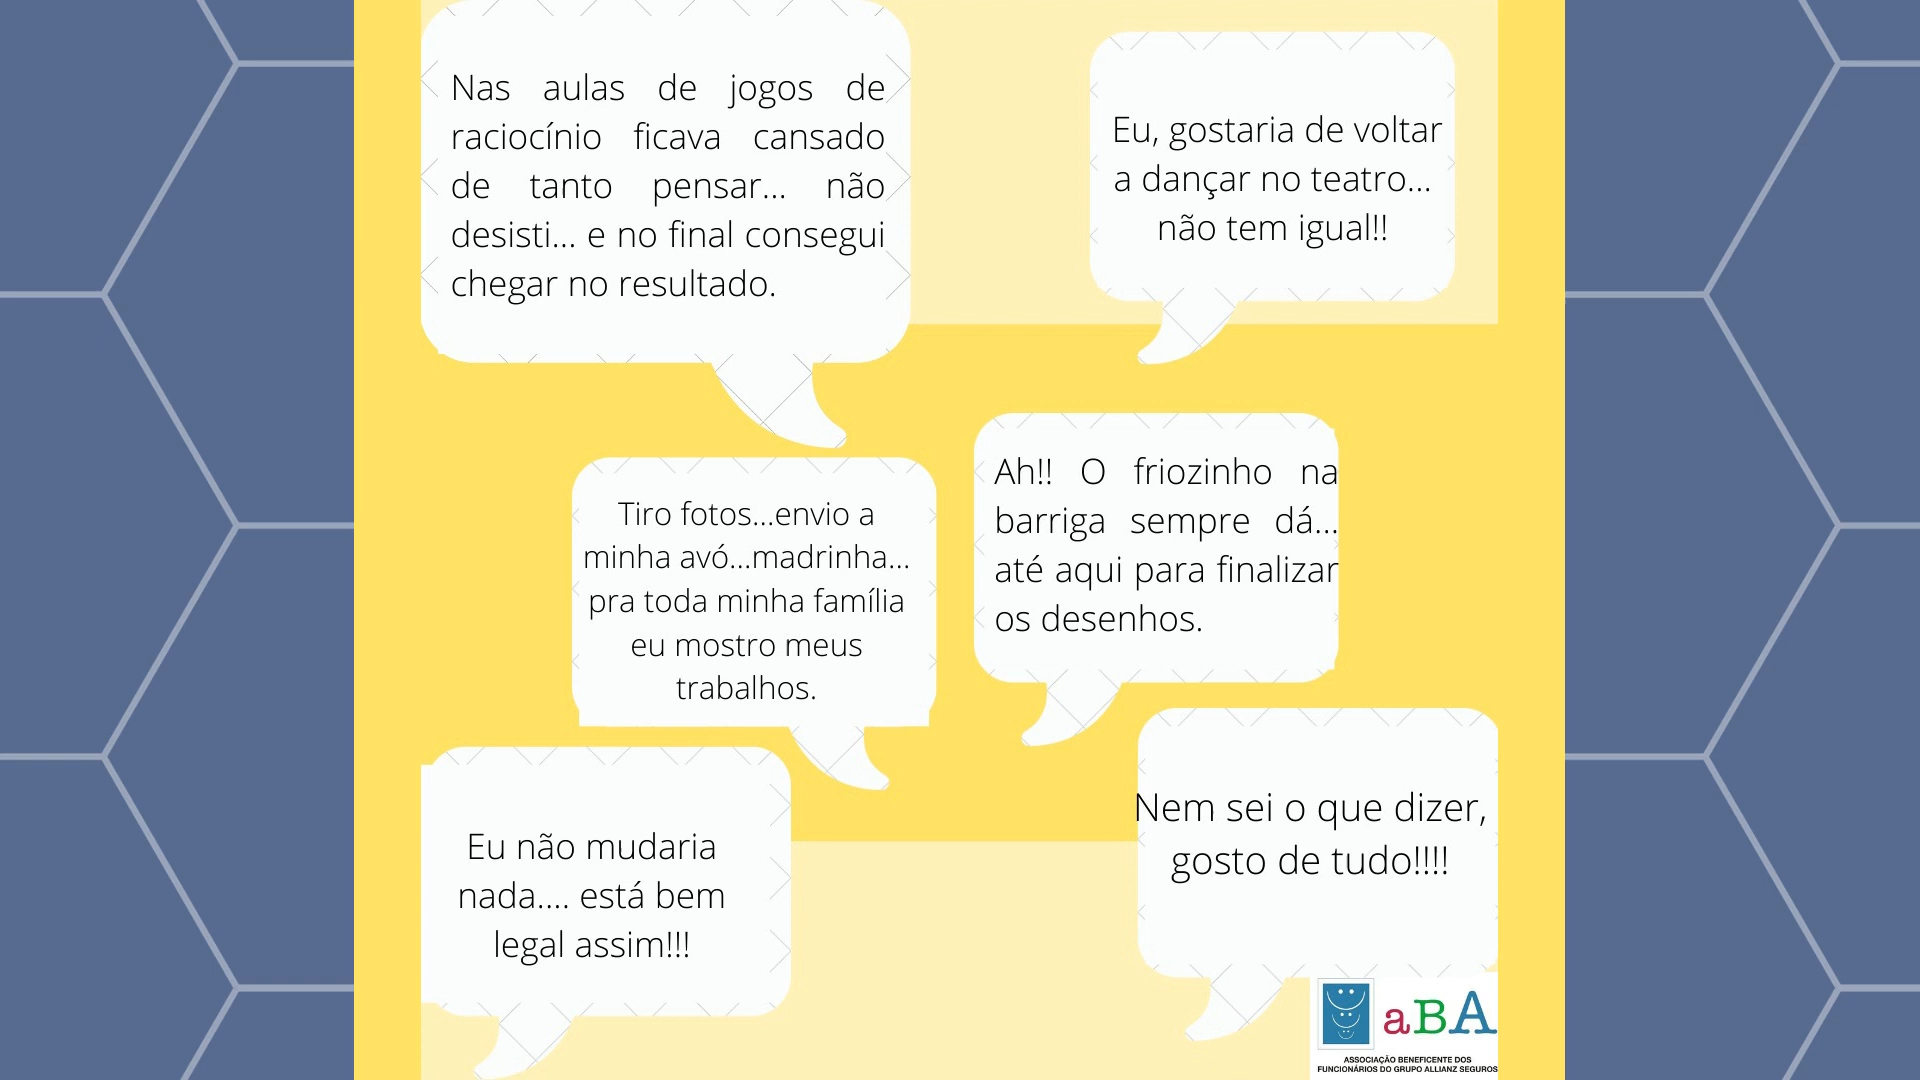 Nas aulas de jogos de
raciocínio ficava cansado
de tanto pensar... não
desisti... e no final consegui
chegar no resultado.
Eu, gostaria de voltar
a dançar no teatro...
não tem igual!!
Tiro fotos...envio a
minha avó...madrinha...
pra toda minha família
eu mostro meus
trabalhos.
Ah!! O friozinho na
barriga sempre dá...
até aqui para finalizar
os desenhos.
Eu não mudaria
nada.... está bem
legal assim!!!
Nem sei o que dizer,
gosto de tudo!!!!
aBA
ASSOCIAÇÃO BENEFICENTE DOS
FUNCIONÁRIOS DO GRUPO ALLIANZ SEGUROS